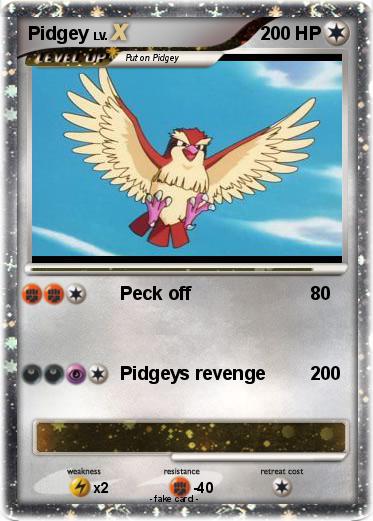 Pidgey LV. X 200 HP
LEVEL-UP Put on Pidgey
Peck off 80
Pidgeys revenge 200
weakness resistance retreat cost
x2 -40
- fake card -